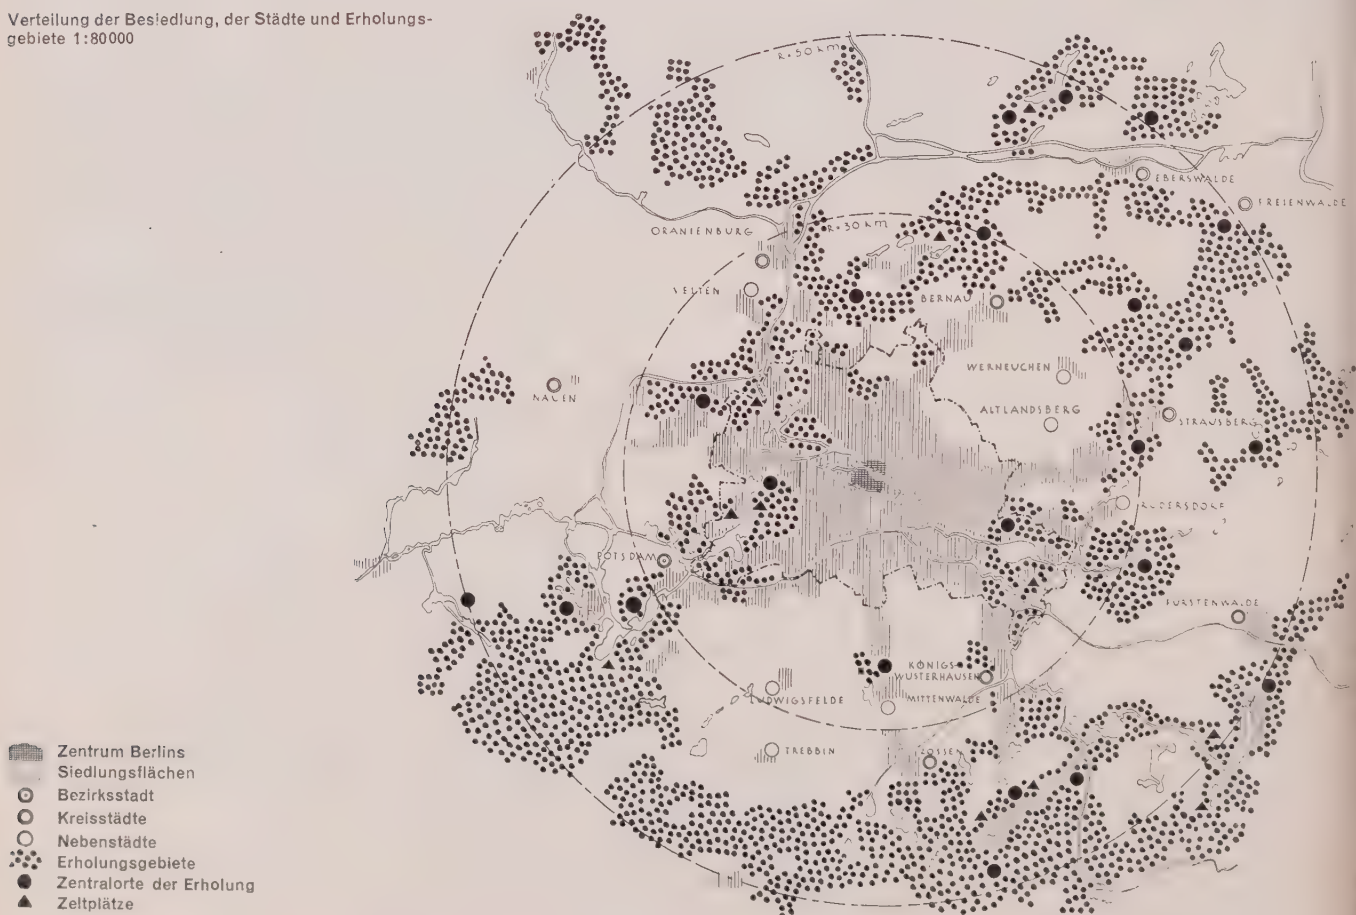 Verteilung der Besiedlung, der Städte und Erholungs-
gebiete 1:80000
R=50 km
EBERSWALDE
FREIENWALDE
ORANIENBURG
R=30 km
VELTEN
BERNAU
WERNEUCHEN
NAUEN
ALTLANDSBERG
STRAUSBERG
RÜDERSDORF
POTSDAM
FÜRSTENWALDE
KÖNIGS-
WUSTERHAUSEN
LUDWIGSFELDE
MITTENWALDE
TREBBIN
ZOSSEN
Zentrum Berlins
Siedlungsflächen
Bezirksstadt
Kreisstädte
Nebenstädte
Erholungsgebiete
Zentralorte der Erholung
Zeltplätze